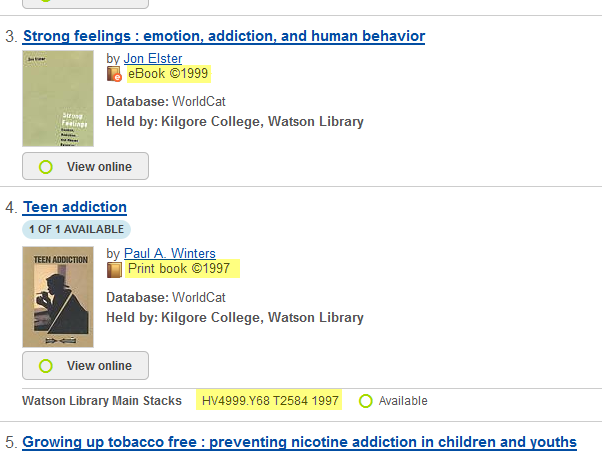 3. Strong feelings : emotion, addiction, and human behavior
by Jon Elster
eBook ©1999
Database: WorldCat
Held by: Kilgore College, Watson Library
Jon Elster
Strong
Feelings
View online
4. Teen addiction
1 OF 1 AVAILABLE
by Paul A. Winters
Print book ©1997
TEEN ADDICTION
Database: WorldCat
Held by: Kilgore College, Watson Library
View online
Watson Library Main Stacks HV4999.Y68 T2584 1997 Available
5. Growing up tobacco free : preventing nicotine addiction in children and youths